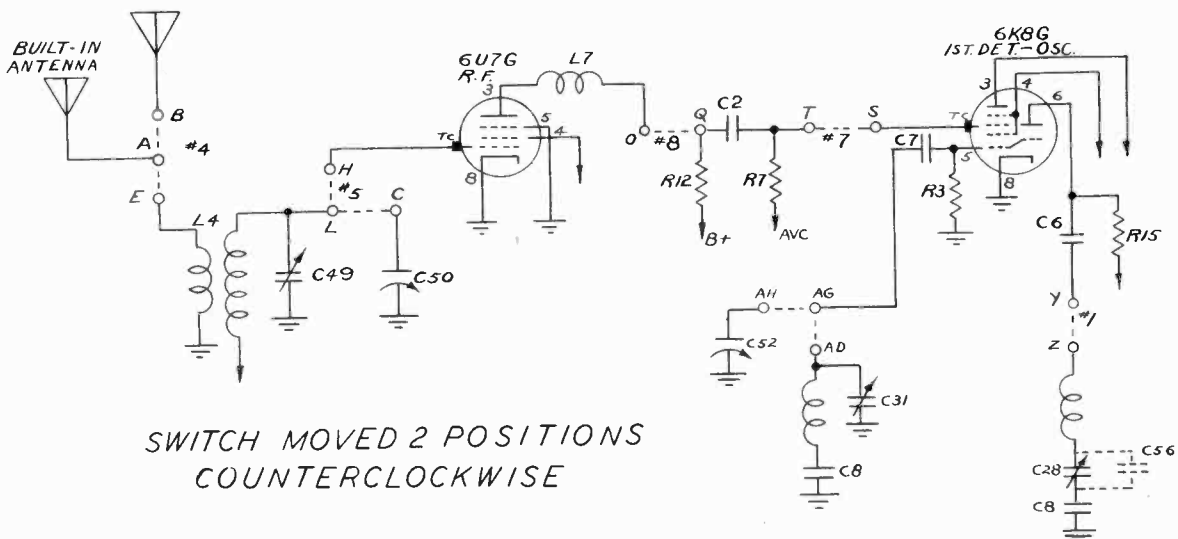 BUILT-IN
ANTENNA
B
A
#4
E
L4
H
#5
L
C
C49
C50
6U7G
R.F.
3
5
4
TC
8
L7
O
#8
Q
C2
T
#7
S
R12
B+
R7
AVC
6K8G
1ST. DET.-OSC.
3
4
6
TC
5
8
C7
R3
C6
R15
AH
AG
C52
AD
C31
C8
Y
#1
Z
C28
C56
C8
SWITCH MOVED 2 POSITIONS
COUNTERCLOCKWISE